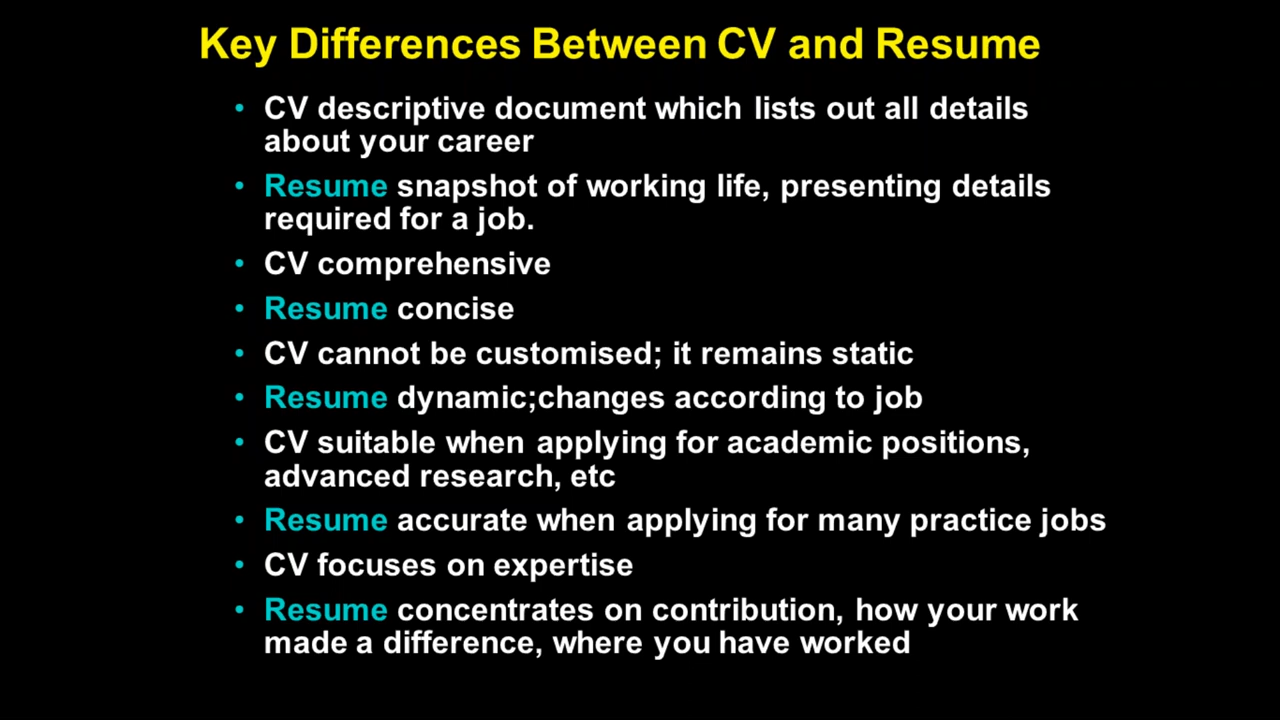 Key Differences Between CV and Resume
• CV descriptive document which lists out all details
about your career
• Resume snapshot of working life, presenting details
required for a job.
• CV comprehensive
• Resume concise
• CV cannot be customised; it remains static
• Resume dynamic;changes according to job
• CV suitable when applying for academic positions,
advanced research, etc
• Resume accurate when applying for many practice jobs
• CV focuses on expertise
• Resume concentrates on contribution, how your work
made a difference, where you have worked